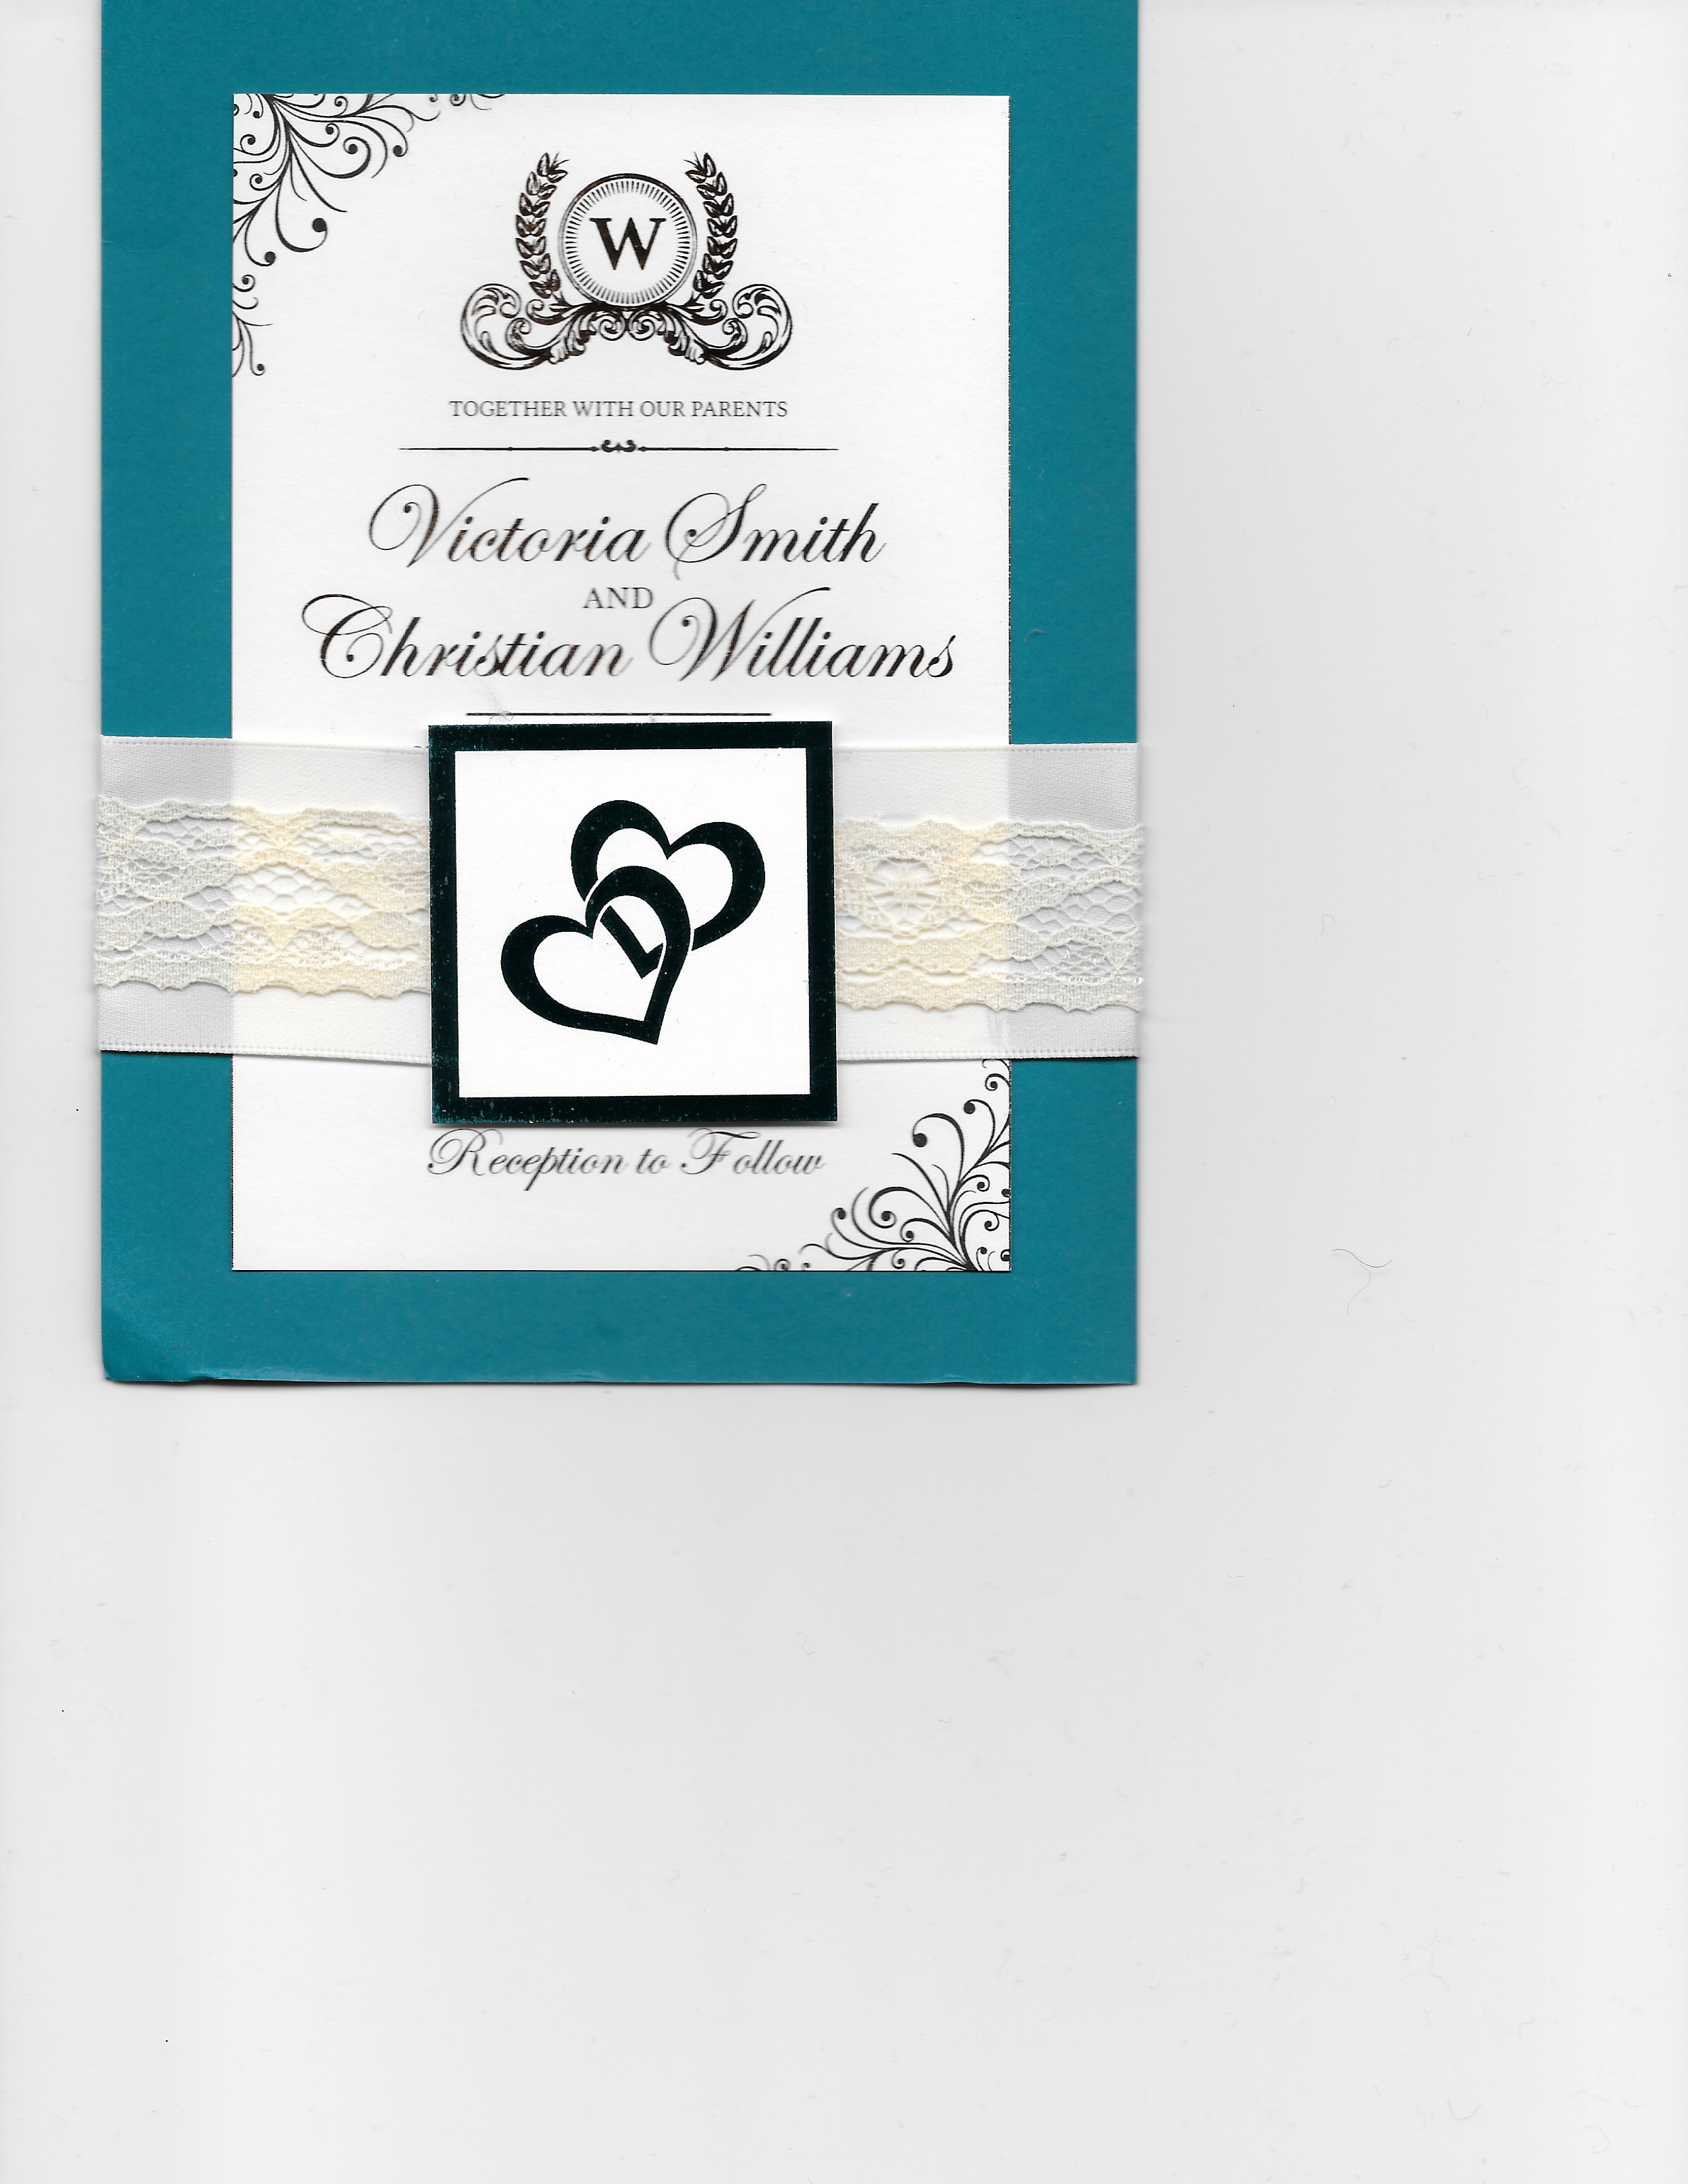 W
TOGETHER WITH OUR PARENTS
Victoria Smith
AND
Christian Williams
Reception to Follow